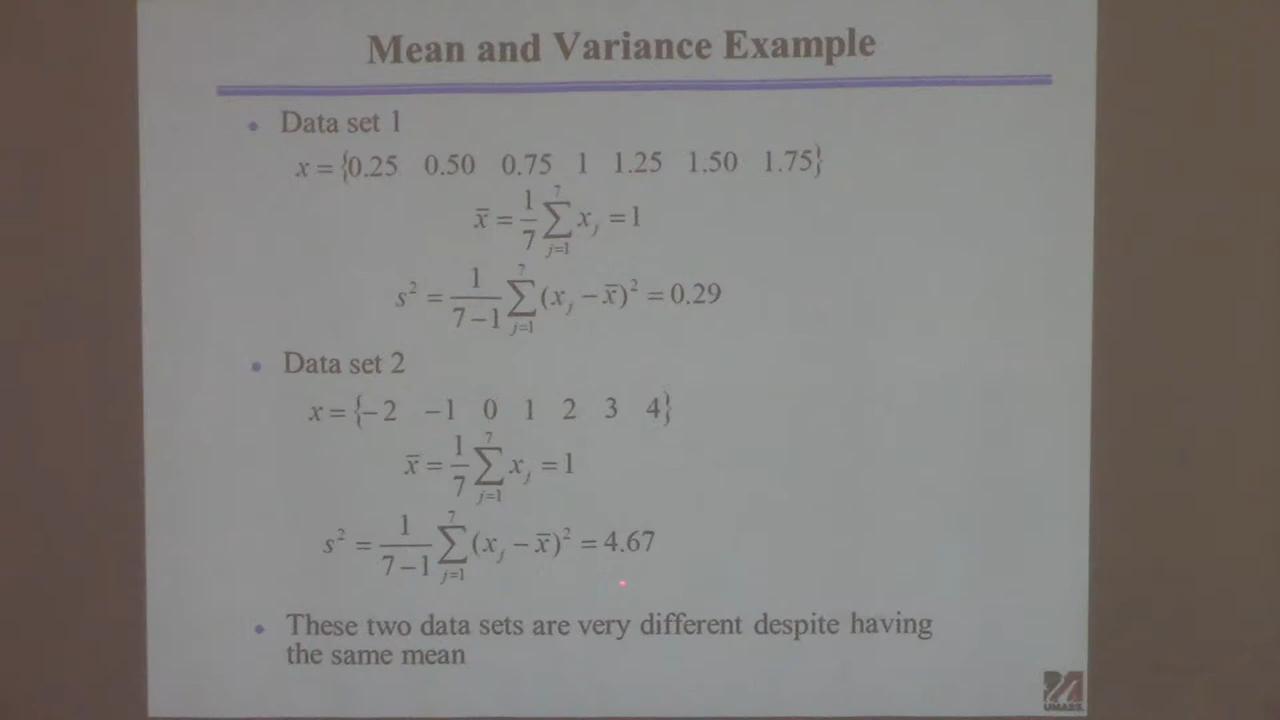 Mean and Variance Example
• Data set 1
x = {0.25 0.50 0.75 1 1.25 1.50 1.75}
x̄ = 1/7 ∑_{j=1}^{7} x_j = 1
s² = 1/(7−1) ∑_{j=1}^{7} (x_j − x̄)² = 0.29
• Data set 2
x = {−2 −1 0 1 2 3 4}
x̄ = 1/7 ∑_{j=1}^{7} x_j = 1
s² = 1/(7−1) ∑_{j=1}^{7} (x_j − x̄)² = 4.67
• These two data sets are very different despite having
the same mean
UMASS